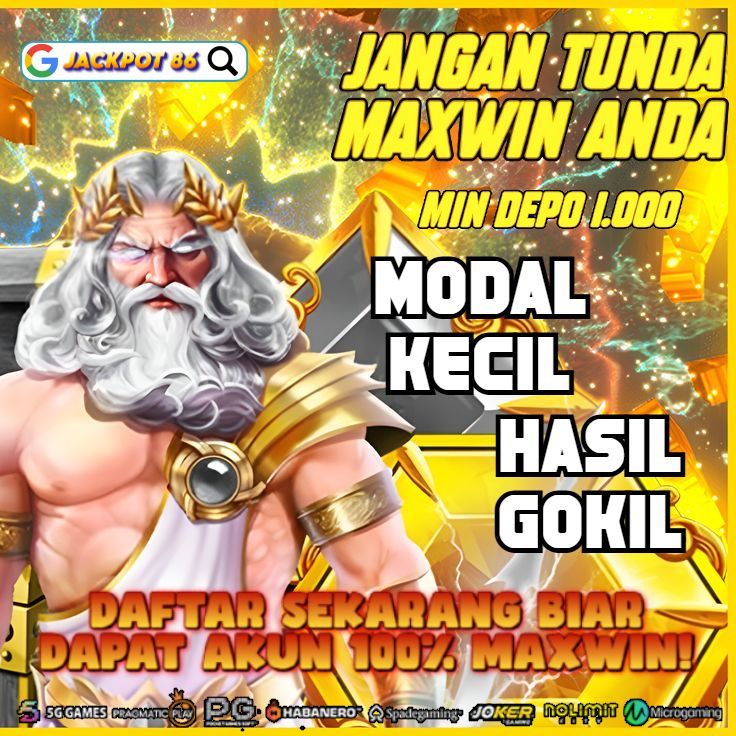 JACKPOT 86
JANGAN TUNDA
MAXWIN ANDA
MIN DEPO 1.000
MODAL
KECIL
HASIL
GOKIL
DAFTAR SEKARANG BIAR
DAPAT AKUN 100% MAXWIN!
5G GAMES PRAGMATIC PLAY PG HABANERO Spadegaming JOKER GAMING NOLIMIT CITY Microgaming